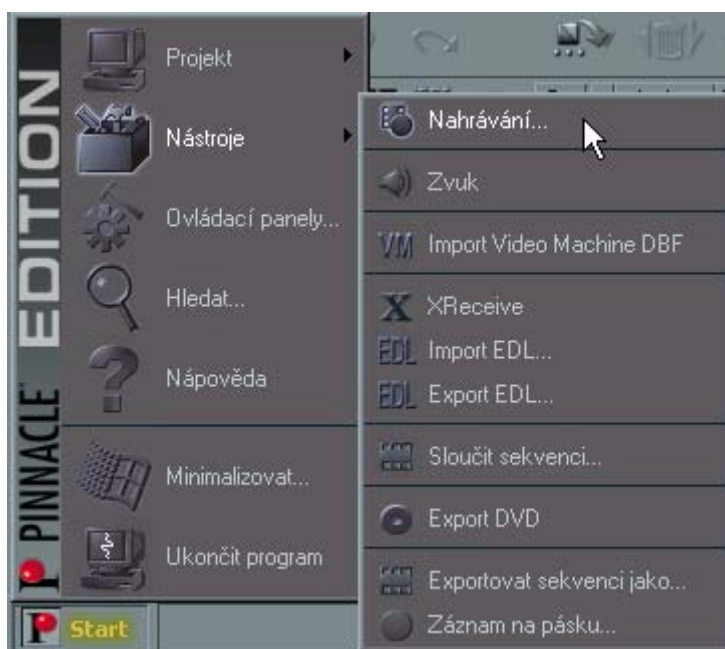 PINNACLE EDITION
Projekt
Nástroje
Ovládací panely...
Hledat...
Nápověda
Minimalizovat...
Ukončit program
Start
Nahrávání...
Zvuk
VM Import Video Machine DBF
X XReceive
EDL Import EDL...
EDL Export EDL...
Sloučit sekvenci...
Export DVD
Exportovat sekvenci jako...
Záznam na pásku...